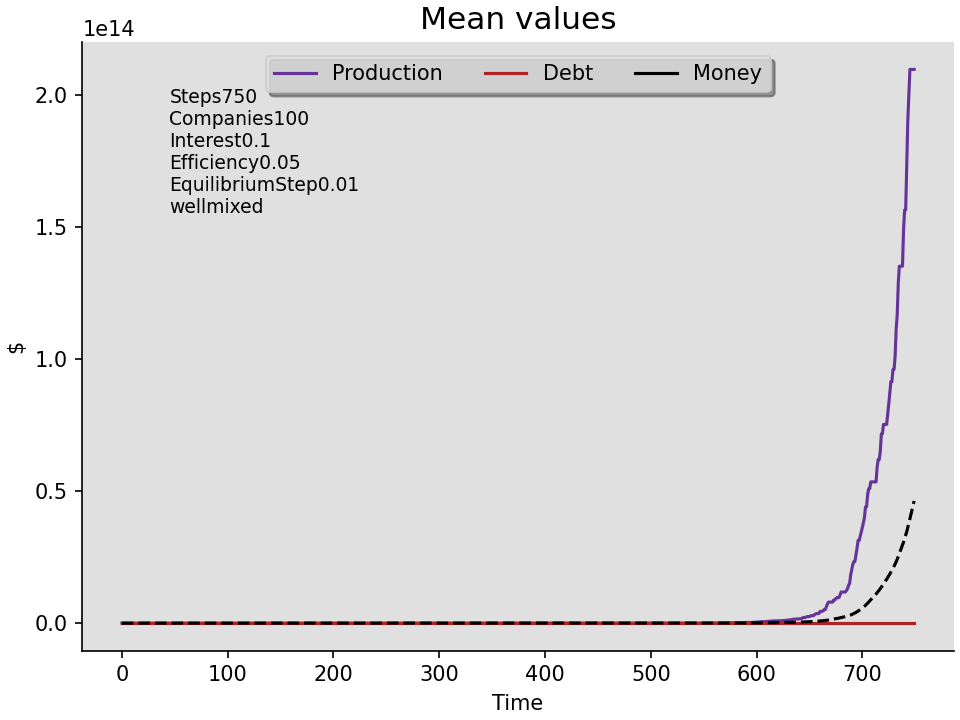 Mean values
1e14
Production Debt Money
Steps750
Companies100
Interest0.1
Efficiency0.05
EquilibriumStep0.01
wellmixed
2.0
1.5
1.0
0.5
0.0
$
0 100 200 300 400 500 600 700
Time